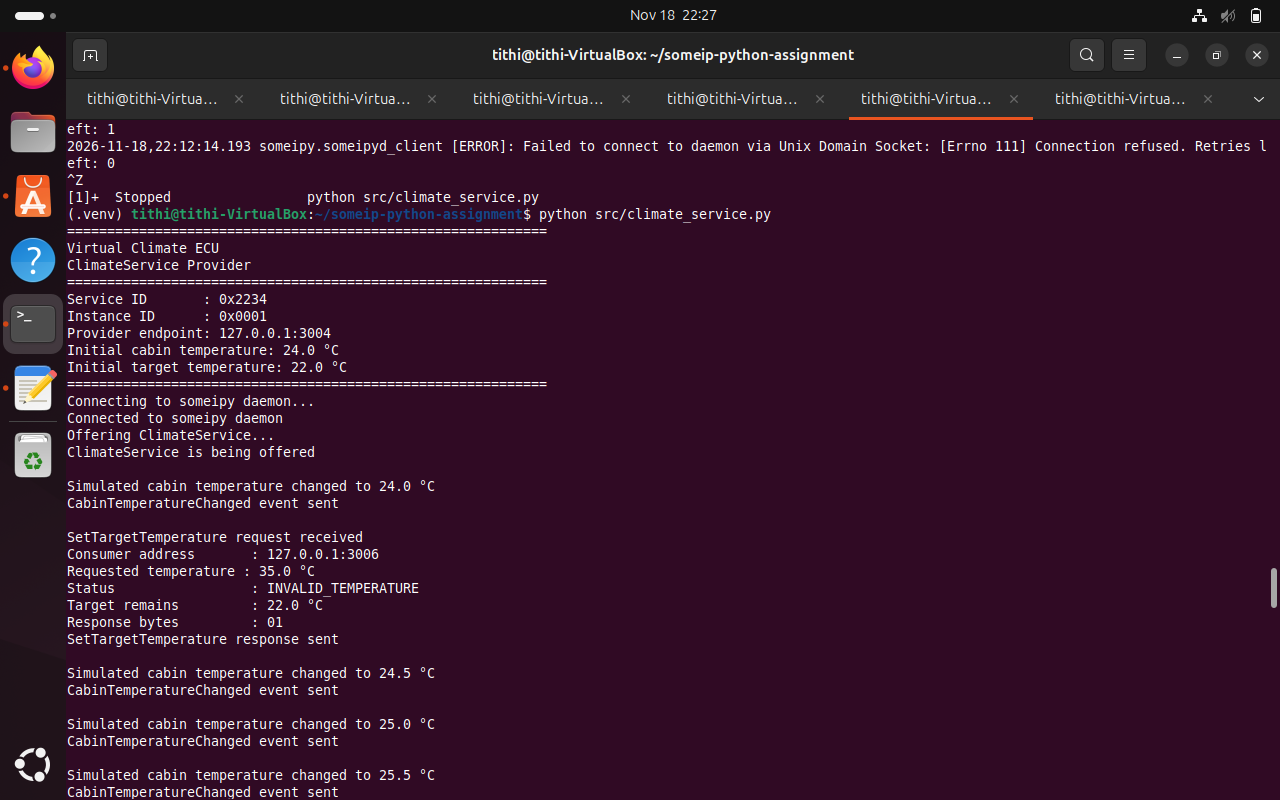 Nov 18 22:27
tithi@tithi-VirtualBox: ~/someip-python-assignment
tithi@tithi-Virtua... × tithi@tithi-Virtua... × tithi@tithi-Virtua... × tithi@tithi-Virtua... × tithi@tithi-Virtua... × tithi@tithi-Virtua... ×
eft: 1
2026-11-18,22:12:14.193 someipy.someipyd_client [ERROR]: Failed to connect to daemon via Unix Domain Socket: [Errno 111] Connection refused. Retries l
eft: 0
^Z
[1]+  Stopped                 python src/climate_service.py
(.venv) tithi@tithi-VirtualBox:~/someip-python-assignment$ python src/climate_service.py
============================================================
Virtual Climate ECU
ClimateService Provider
============================================================
Service ID       : 0x2234
Instance ID      : 0x0001
Provider endpoint: 127.0.0.1:3004
Initial cabin temperature: 24.0 °C
Initial target temperature: 22.0 °C
============================================================
Connecting to someipy daemon...
Connected to someipy daemon
Offering ClimateService...
ClimateService is being offered
Simulated cabin temperature changed to 24.0 °C
CabinTemperatureChanged event sent
SetTargetTemperature request received
Consumer address       : 127.0.0.1:3006
Requested temperature : 35.0 °C
Status                 : INVALID_TEMPERATURE
Target remains         : 22.0 °C
Response bytes         : 01
SetTargetTemperature response sent
Simulated cabin temperature changed to 24.5 °C
CabinTemperatureChanged event sent
Simulated cabin temperature changed to 25.0 °C
CabinTemperatureChanged event sent
Simulated cabin temperature changed to 25.5 °C
CabinTemperatureChanged event sent